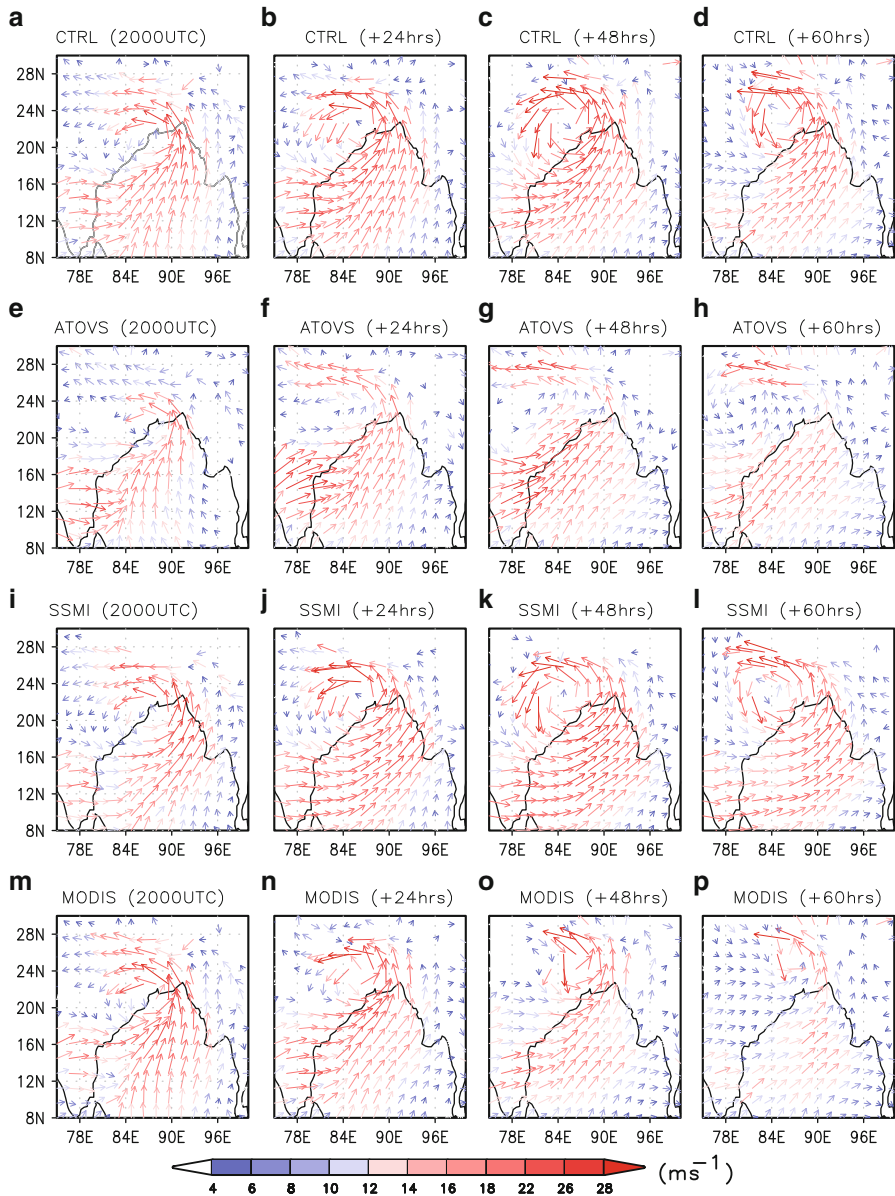 a b c d
CTRL (2000UTC) CTRL (+24hrs) CTRL (+48hrs) CTRL (+60hrs)
28N
24N
20N
16N
12N
8N
78E 84E 90E 96E 78E 84E 90E 96E 78E 84E 90E 96E 78E 84E 90E 96E
e f g h
ATOVS (2000UTC) ATOVS (+24hrs) ATOVS (+48hrs) ATOVS (+60hrs)
28N
24N
20N
16N
12N
8N
78E 84E 90E 96E 78E 84E 90E 96E 78E 84E 90E 96E 78E 84E 90E 96E
i j k l
SSMI (2000UTC) SSMI (+24hrs) SSMI (+48hrs) SSMI (+60hrs)
28N
24N
20N
16N
12N
8N
78E 84E 90E 96E 78E 84E 90E 96E 78E 84E 90E 96E 78E 84E 90E 96E
m n o p
MODIS (2000UTC) MODIS (+24hrs) MODIS (+48hrs) MODIS (+60hrs)
28N
24N
20N
16N
12N
8N
78E 84E 90E 96E 78E 84E 90E 96E 78E 84E 90E 96E 78E 84E 90E 96E
4 6 8 10 12 14 16 18 22 26 28 (ms⁻¹)